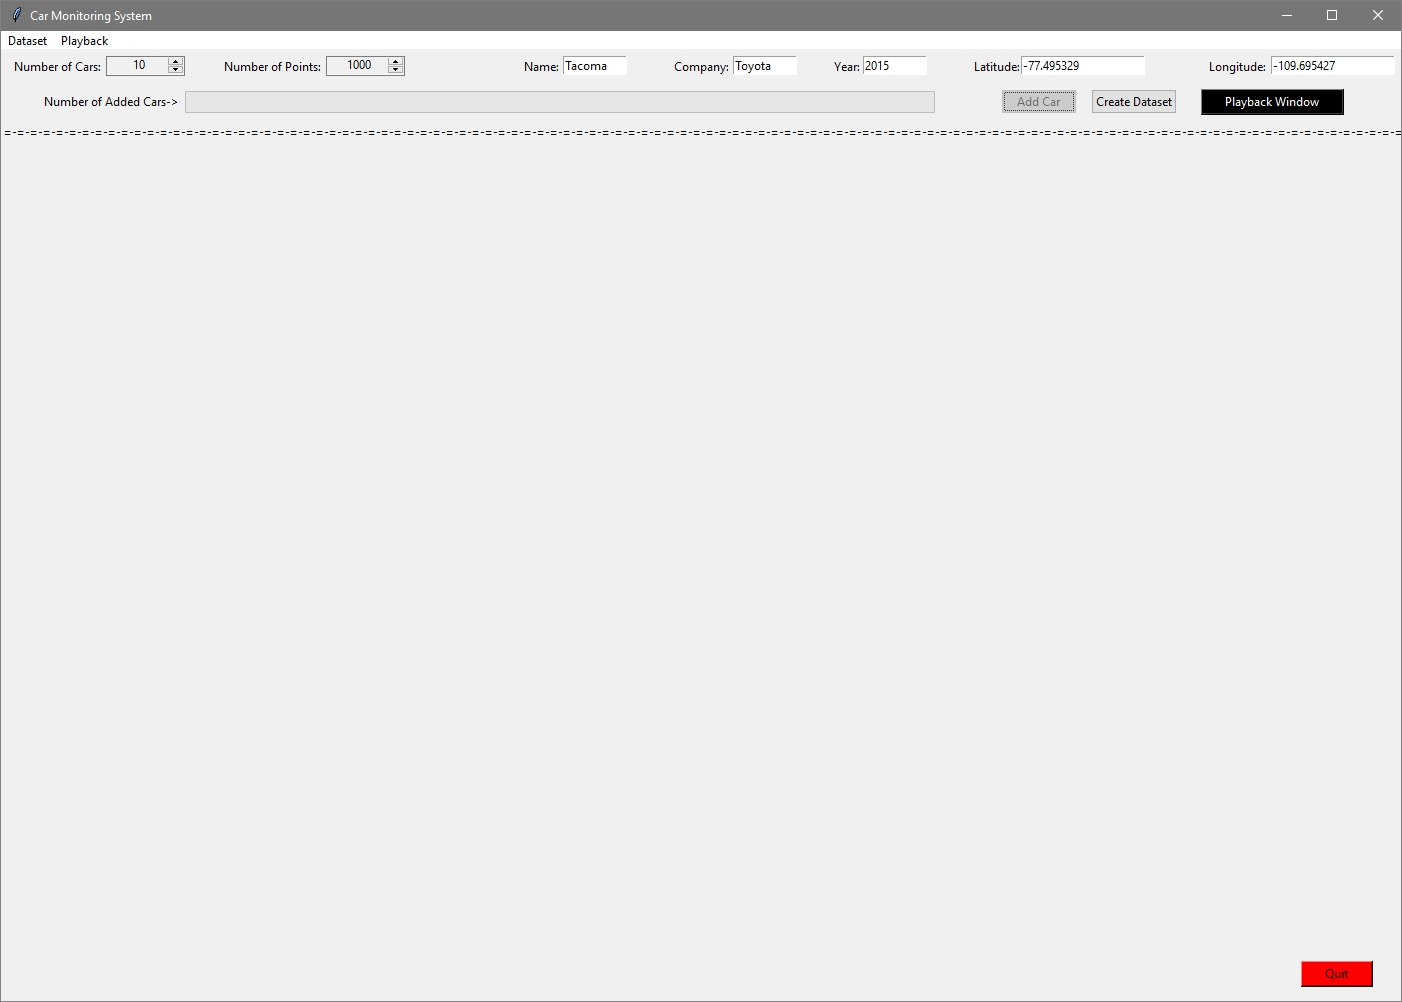 Car Monitoring System
Dataset Playback
Number of Cars: 10 Number of Points: 1000 Name: Tacoma Company: Toyota Year: 2015 Latitude: -77.495329 Longitude: -109.695427
Number of Added Cars-> Add Car Create Dataset Playback Window
=-=-=-=-=-=-=-=-=-=-=-=-=-=-=-=-=-=-=-=-=-=-=-=-=-=-=-=-=-=-=-=-=-=-=-=-=-=-=-=-=-=-=-=-=-=-=-=-=-=-=-=-=-=-=-=-=-=-=-=-=-=-=-=-=-=-=-=-=-=-=-=-=-=-=-=-=-=-=-=-=-=-=-=-=-=-=-=-=-=-=-=-=-=-=-=-=-=-=-=-=-=-=-=-=-=-=-=-=
Quit